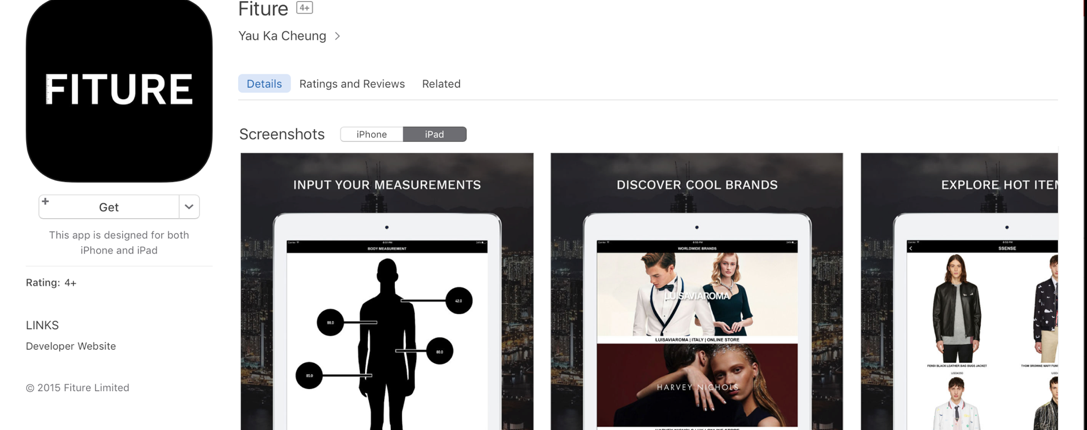 Fiture 4+
Yau Ka Cheung
FITURE
Details Ratings and Reviews Related
Screenshots iPhone iPad
Get
This app is designed for both
iPhone and iPad
Rating: 4+
LINKS
Developer Website
© 2015 Fiture Limited
INPUT YOUR MEASUREMENTS
BODY MEASUREMENT
DISCOVER COOL BRANDS
WORLDWIDE BRANDS
LUISAVIAROMA
LUISAVIAROMA | ITALY | ONLINE STORE
HARVEY NICHOLS
EXPLORE HOT ITEM
SSENSE